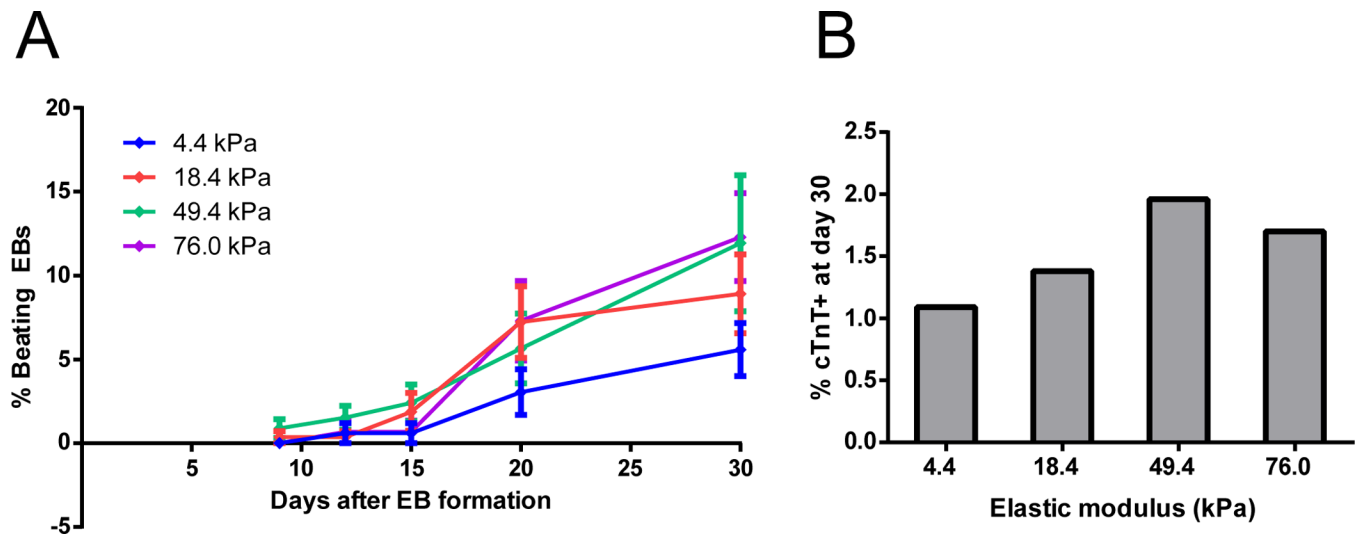 A
20
15
10
5
0
-5
% Beating EBs
4.4 kPa
18.4 kPa
49.4 kPa
76.0 kPa
5 10 15 20 25 30
Days after EB formation
B
2.5
2.0
1.5
1.0
0.5
0.0
% cTnT+ at day 30
4.4 18.4 49.4 76.0
Elastic modulus (kPa)